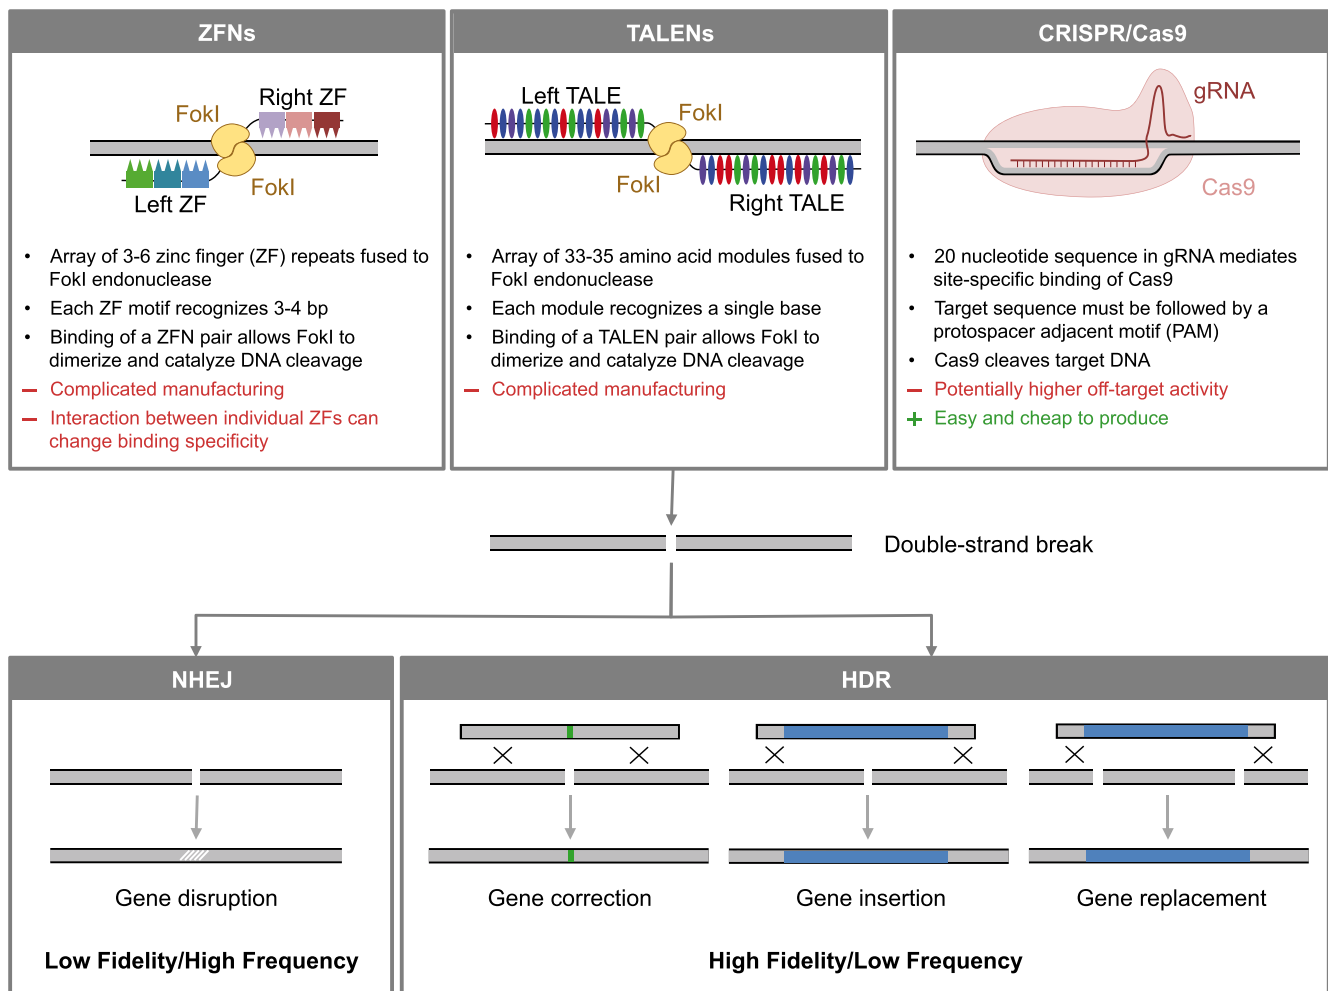 ZFNs
FokI
Right ZF
Left ZF
FokI
• Array of 3-6 zinc finger (ZF) repeats fused to
FokI endonuclease
• Each ZF motif recognizes 3-4 bp
• Binding of a ZFN pair allows FokI to
dimerize and catalyze DNA cleavage
− Complicated manufacturing
− Interaction between individual ZFs can
change binding specificity
TALENs
Left TALE
FokI
FokI
Right TALE
• Array of 33-35 amino acid modules fused to
FokI endonuclease
• Each module recognizes a single base
• Binding of a TALEN pair allows FokI to
dimerize and catalyze DNA cleavage
− Complicated manufacturing
CRISPR/Cas9
gRNA
Cas9
• 20 nucleotide sequence in gRNA mediates
site-specific binding of Cas9
• Target sequence must be followed by a
protospacer adjacent motif (PAM)
• Cas9 cleaves target DNA
− Potentially higher off-target activity
+ Easy and cheap to produce
Double-strand break
NHEJ
Gene disruption
Low Fidelity/High Frequency
HDR
Gene correction
Gene insertion
Gene replacement
High Fidelity/Low Frequency